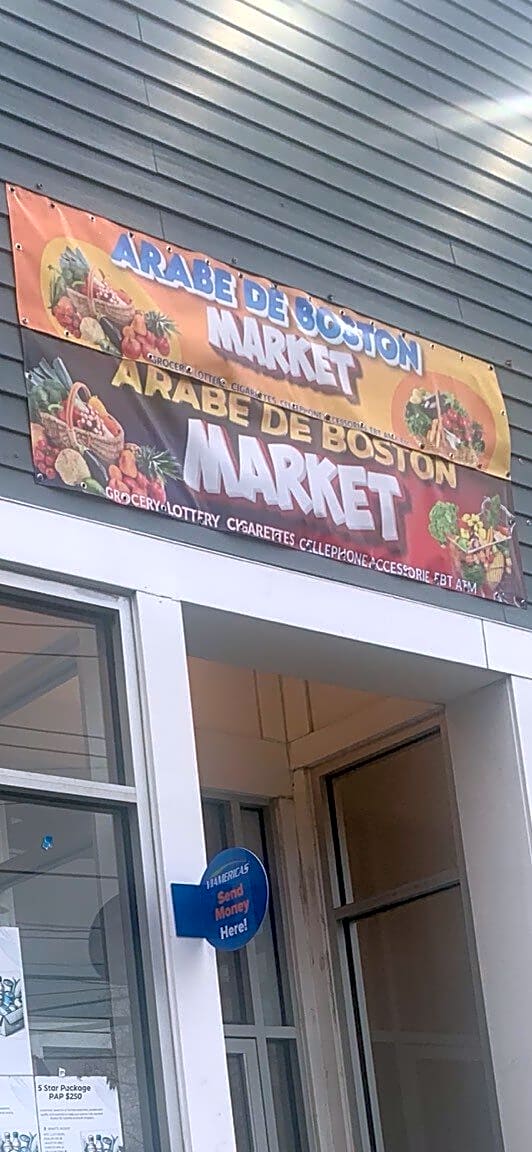 ARABE DE BOSTON
MARKET
ARABE DE BOSTON
MARKET
GROCERY LOTTERY CIGARETTES CELLEPHONE ACCESSORIE EBT ATM
VIAMERICAS
Send
Money
Here!
5 Star Package
PAP $250